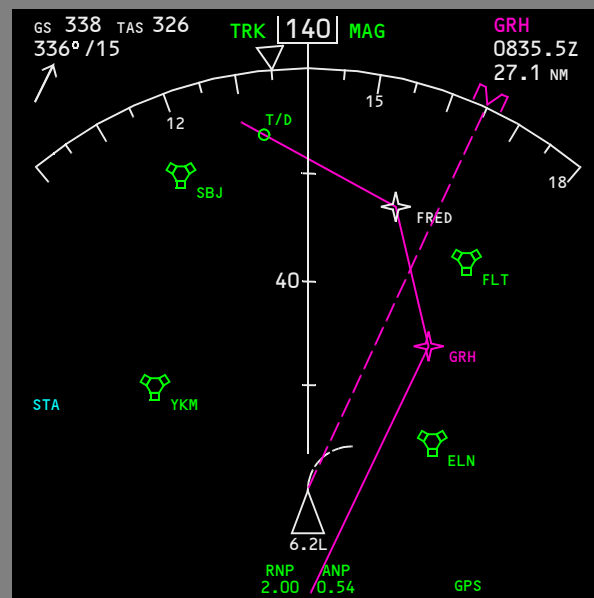 GS 338 TAS 326
336°/15
TRK 140 MAG
GRH
0835.5Z
27.1 NM
12
15
18
T/D
SBJ
FRED
40
FLT
GRH
STA
YKM
ELN
6.2L
RNP ANP
2.00 0.54
GPS